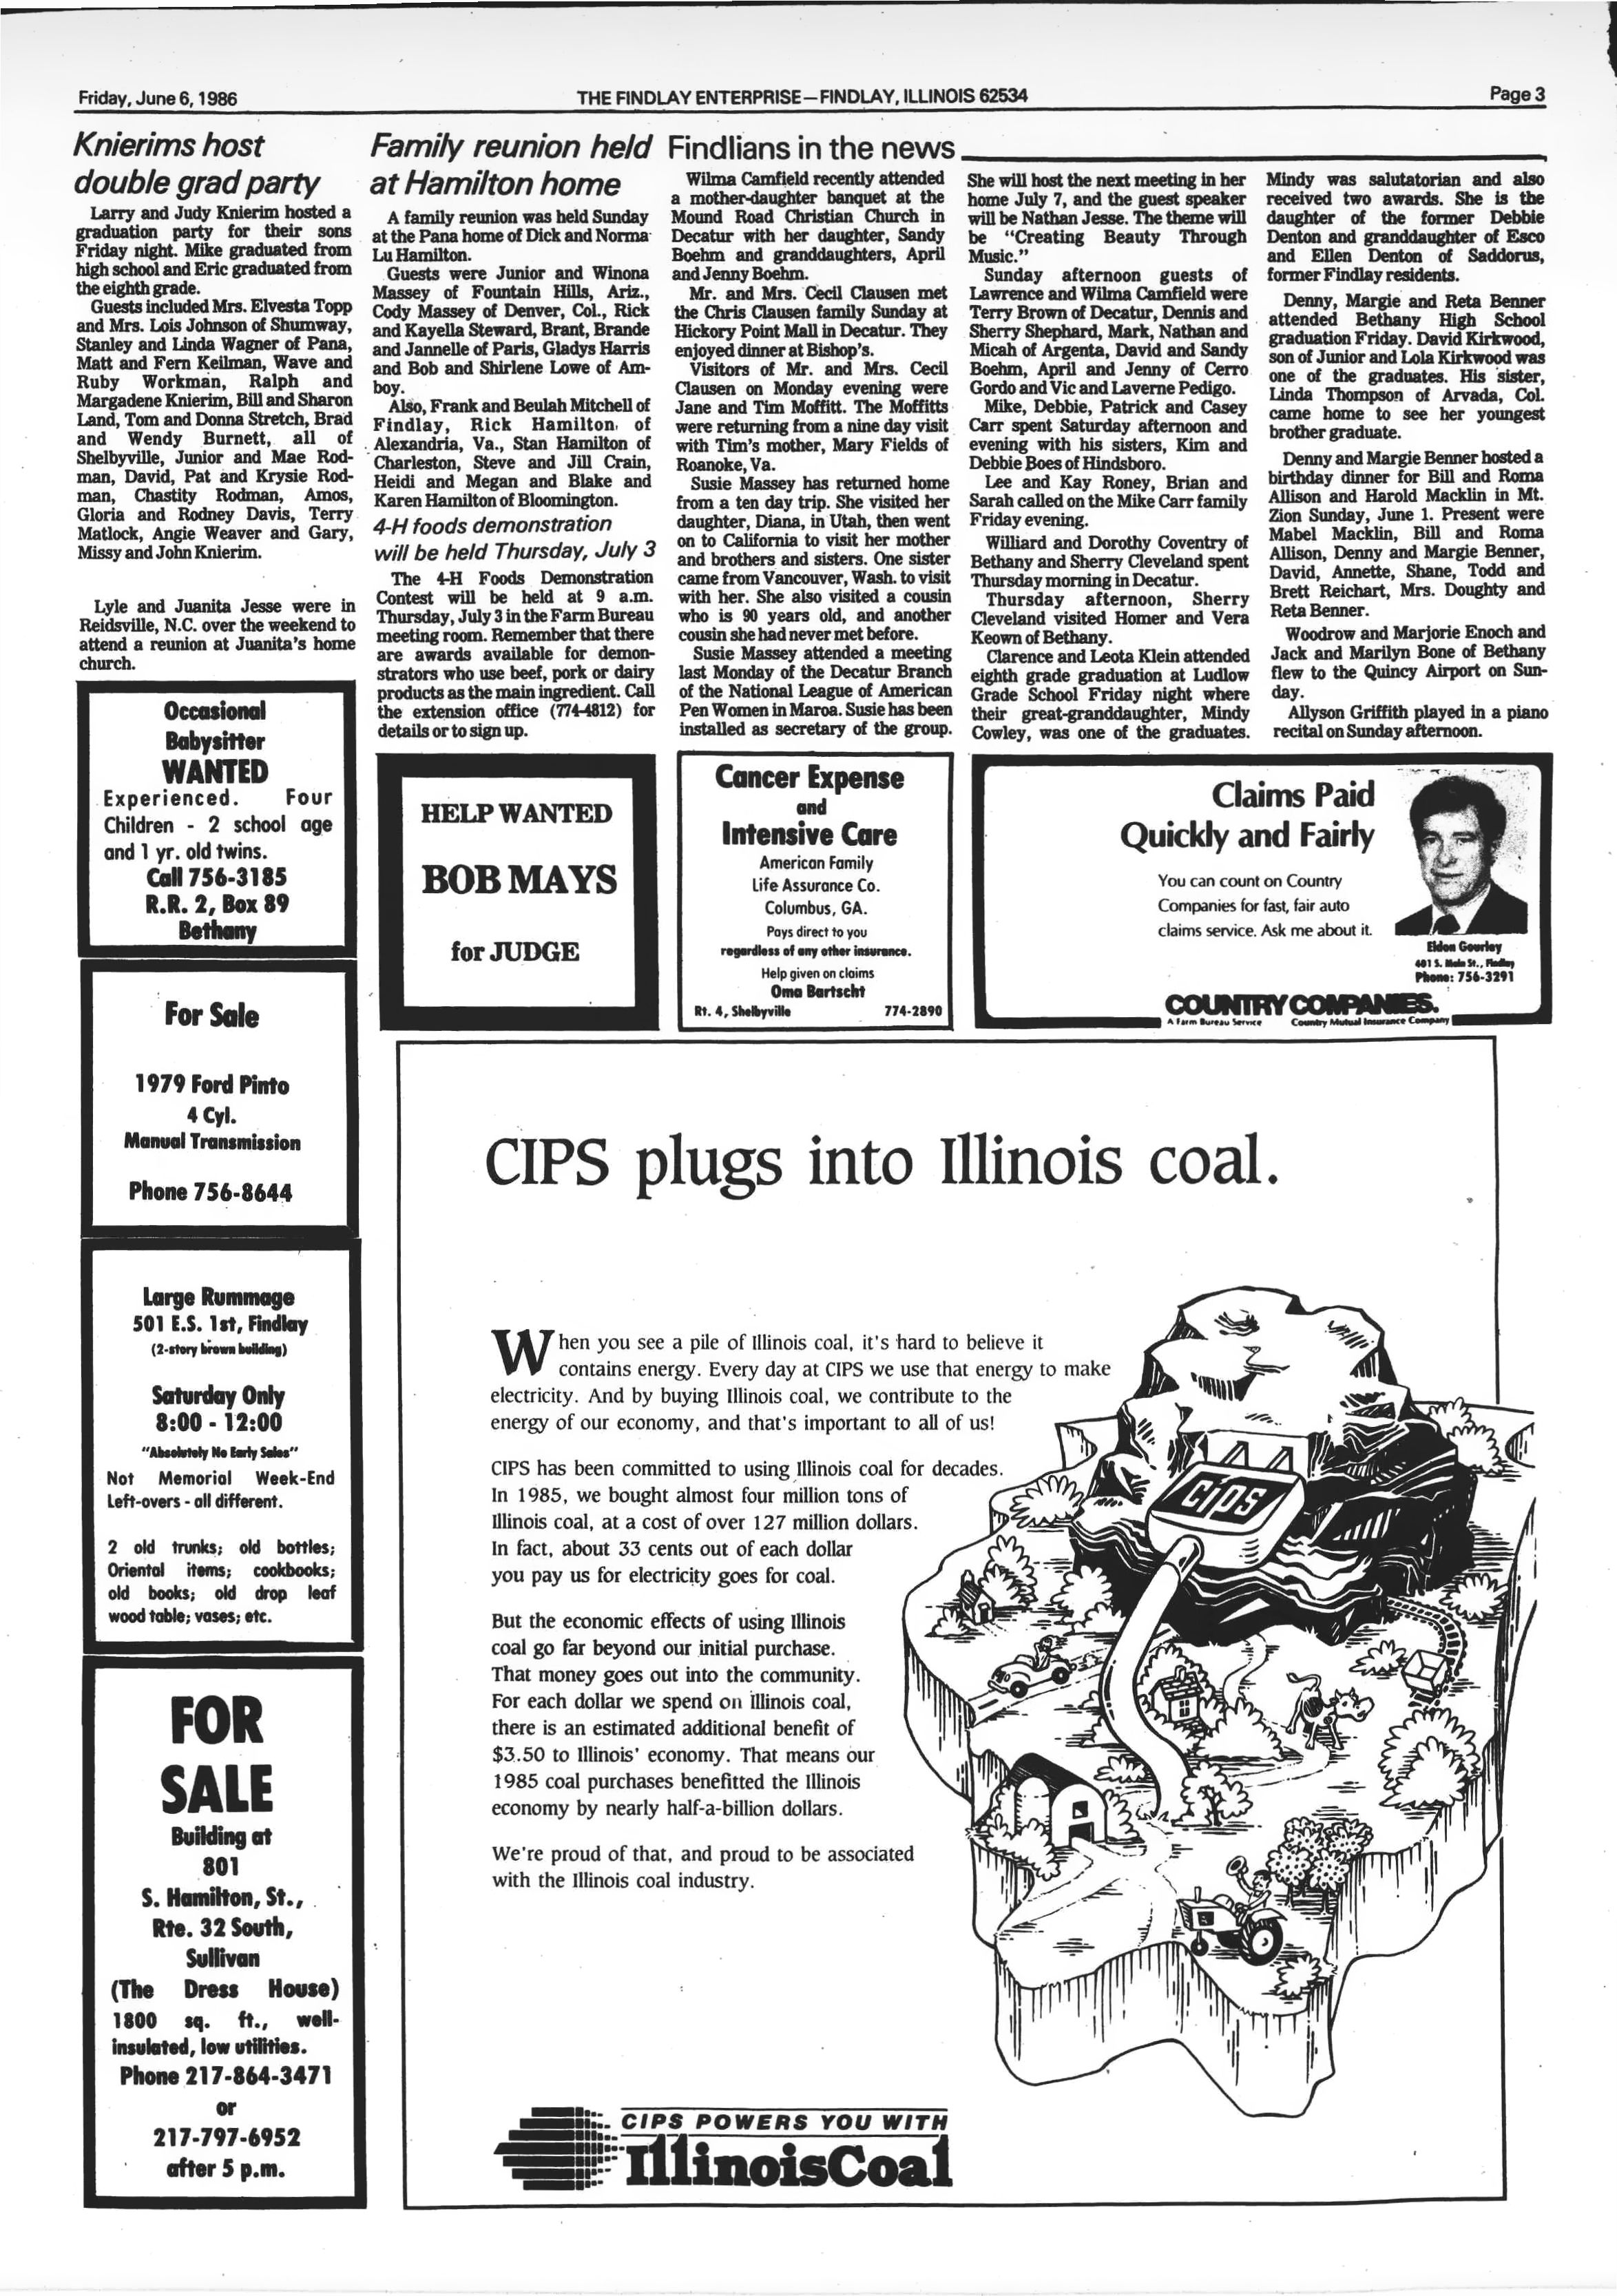 Friday, June 6, 1986
THE FINDLAY ENTERPRISE—FINDLAY, ILLINOIS 62534
Page 3
Knierims host
double grad party
Larry and Judy Knierim hosted a
graduation party for their sons
Friday night. Mike graduated from
high school and Eric graduated from
the eighth grade.
Guests included Mrs. Elvesta Topp
and Mrs. Lois Johnson of Shumway,
Stanley and Linda Wagner of Pana,
Matt and Fern Keilman, Wave and
Ruby Workman, Ralph and
Margadene Knierim, Bill and Sharon
Land, Tom and Donna Stretch, Brad
and Wendy Burnett, all of
Shelbyville, Junior and Mae Rod-
man, David, Pat and Krysie Rod-
man, Chastity Rodman, Amos,
Gloria and Rodney Davis, Terry
Matlock, Angie Weaver and Gary,
Missy and John Knierim.
Lyle and Juanita Jesse were in
Reidsville, N.C. over the weekend to
attend a reunion at Juanita's home
church.
Family reunion held
at Hamilton home
A family reunion was held Sunday
at the Pana home of Dick and Norma
Lu Hamilton.
Guests were Junior and Winona
Massey of Fountain Hills, Ariz.,
Cody Massey of Denver, Col., Rick
and Kayella Steward, Brant, Brande
and Jannelle of Paris, Gladys Harris
and Bob and Shirlene Lowe of Am-
boy.
Also, Frank and Beulah Mitchell of
Findlay, Rick Hamilton of
Alexandria, Va., Stan Hamilton of
Charleston, Steve and Jill Crain,
Heidi and Megan and Blake and
Karen Hamilton of Bloomington.
4-H foods demonstration
will be held Thursday, July 3
The 4-H Foods Demonstration
Contest will be held at 9 a.m.
Thursday, July 3 in the Farm Bureau
meeting room. Remember that there
are awards available for demon-
strators who use beef, pork or dairy
products as the main ingredient. Call
the extension office (774-4812) for
details or to sign up.
Findlians in the news
Wilma Camfield recently attended
a mother-daughter banquet at the
Mound Road Christian Church in
Decatur with her daughter, Sandy
Boehm and granddaughters, April
and Jenny Boehm.
Mr. and Mrs. Cecil Clausen met
the Chris Clausen family Sunday at
Hickory Point Mall in Decatur. They
enjoyed dinner at Bishop's.
Visitors of Mr. and Mrs. Cecil
Clausen on Monday evening were
Jane and Tim Moffitt. The Moffitts
were returning from a nine day visit
with Tim's mother, Mary Fields of
Roanoke, Va.
Susie Massey has returned home
from a ten day trip. She visited her
daughter, Diana, in Utah, then went
on to California to visit her mother
and brothers and sisters. One sister
came from Vancouver, Wash. to visit
with her. She also visited a cousin
who is 90 years old, and another
cousin she had never met before.
Susie Massey attended a meeting
last Monday of the Decatur Branch
of the National League of American
Pen Women in Maroa. Susie has been
installed as secretary of the group.
She will host the next meeting in her
home July 7, and the guest speaker
will be Nathan Jesse. The theme will
be "Creating Beauty Through
Music."
Sunday afternoon guests of
Lawrence and Wilma Camfield were
Terry Brown of Decatur, Dennis and
Sherry Shephard, Mark, Nathan and
Micah of Argenta, David and Sandy
Boehm, April and Jenny of Cerro
Gordo and Vic and Laverne Pedigo.
Mike, Debbie, Patrick and Casey
Carr spent Saturday afternoon and
evening with his sisters, Kim and
Debbie Boes of Hindsboro.
Lee and Kay Roney, Brian and
Sarah called on the Mike Carr family
Friday evening.
Williard and Dorothy Coventry of
Bethany and Sherry Cleveland spent
Thursday morning in Decatur.
Thursday afternoon, Sherry
Cleveland visited Homer and Vera
Keown of Bethany.
Clarence and Leota Klein attended
eighth grade graduation at Ludlow
Grade School Friday night where
their great-granddaughter, Mindy
Cowley, was one of the graduates.
Mindy was salutatorian and also
received two awards. She is the
daughter of the former Debbie
Denton and granddaughter of Esco
and Ellen Denton of Saddorus,
former Findlay residents.
Denny, Margie and Reta Benner
attended Bethany High School
graduation Friday. David Kirkwood,
son of Junior and Lola Kirkwood was
one of the graduates. His sister,
Linda Thompson of Arvada, Col.
came home to see her youngest
brother graduate.
Denny and Margie Benner hosted a
birthday dinner for Bill and Roma
Allison and Harold Macklin in Mt.
Zion Sunday, June 1. Present were
Mabel Macklin, Bill and Roma
Allison, Denny and Margie Benner,
David, Annette, Shane, Todd and
Brett Reichart, Mrs. Doughty and
Reta Benner.
Woodrow and Marjorie Enoch and
Jack and Marilyn Bone of Bethany
flew to the Quincy Airport on Sun-
day.
Allyson Griffith played in a piano
recital on Sunday afternoon.
Occasional
Babysitter
WANTED
Experienced. Four
Children - 2 school age
and 1 yr. old twins.
Call 756-3185
R.R. 2, Box 89
Bethany
For Sale
1979 Ford Pinto
4 Cyl.
Manual Transmission
Phone 756-8644
Large Rummage
501 E.S. 1st, Findlay
(2-story brown building)
Saturday Only
8:00 - 12:00
"Absolutely No Early Sales"
Not Memorial Week-End
Left-overs - all different.
2 old trunks; old bottles;
Oriental items; cookbooks;
old books; old drop leaf
wood table; vases; etc.
FOR
SALE
Building at
801
S. Hamilton, St.,
Rte. 32 South,
Sullivan
(The Dress House)
1800 sq. ft., well-
insulated, low utilities.
Phone 217-864-3471
or
217-797-6952
after 5 p.m.
HELP WANTED
BOB MAYS
for JUDGE
Cancer Expense
and
Intensive Care
American Family
Life Assurance Co.
Columbus, GA.
Pays direct to you
regardless of any other insurance.
Help given on claims
Oma Bartscht
Rt. 4, Shelbyville 774-2890
Claims Paid
Quickly and Fairly
You can count on Country
Companies for fast, fair auto
claims service. Ask me about it.
Eldon Gourley
401 S. Main St., Findlay
Phone: 756-3291
COUNTRY COMPANIES.
A Farm Bureau Service Country Mutual Insurance Company
CIPS plugs into Illinois coal.
When you see a pile of Illinois coal, it's hard to believe it
contains energy. Every day at CIPS we use that energy to make
electricity. And by buying Illinois coal, we contribute to the
energy of our economy, and that's important to all of us!
CIPS has been committed to using Illinois coal for decades.
In 1985, we bought almost four million tons of
Illinois coal, at a cost of over 127 million dollars.
In fact, about 33 cents out of each dollar
you pay us for electricity goes for coal.
But the economic effects of using Illinois
coal go far beyond our initial purchase.
That money goes out into the community.
For each dollar we spend on Illinois coal,
there is an estimated additional benefit of
$3.50 to Illinois' economy. That means our
1985 coal purchases benefitted the Illinois
economy by nearly half-a-billion dollars.
We're proud of that, and proud to be associated
with the Illinois coal industry.
CIPS
CIPS POWERS YOU WITH
IllinoisCoal